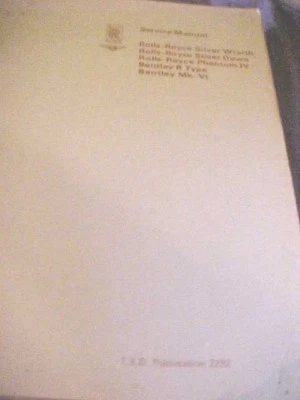 Service Manual
Rolls-Royce Silver Wraith
Rolls-Royce Silver Dawn
Rolls-Royce Phantom IV
Bentley R Type
Bentley Mk. VI
T.S.D. Publication